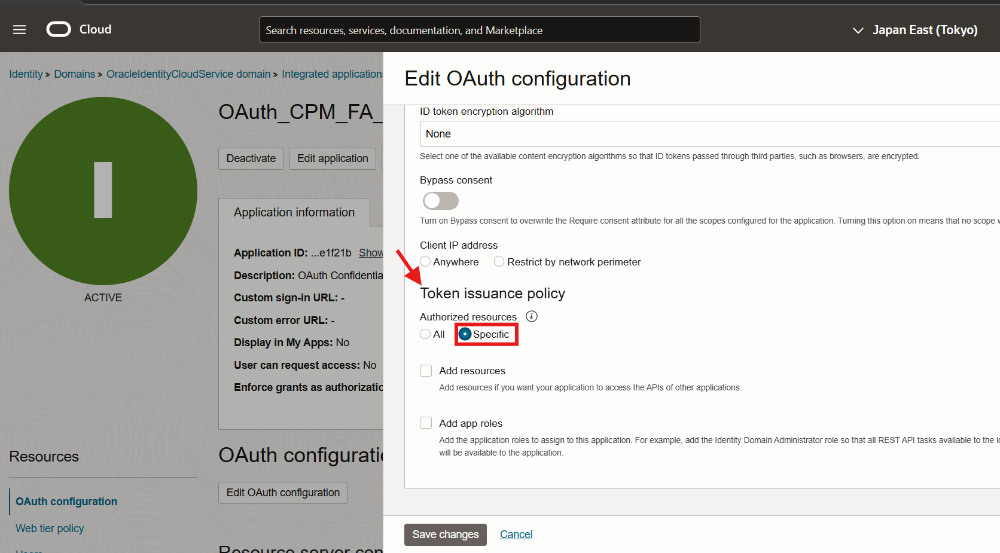 Cloud
Search resources, services, documentation, and Marketplace
Japan East (Tokyo)
Identity » Domains » OracleIdentityCloudService domain » Integrated application
OAuth_CPM_FA_
Deactivate
Edit application
Application information
Application ID: ...e1f21b Show
Description: OAuth Confidentia
Custom sign-in URL: -
Custom error URL: -
Display in My Apps: No
User can request access: No
Enforce grants as authorizatio
ACTIVE
Resources
OAuth configuration
Web tier policy
OAuth configurati
Edit OAuth configuration
Resource server con
Edit OAuth configuration
ID token encryption algorithm
None
Select one of the available content encryption algorithms so that ID tokens passed through third parties, such as browsers, are encrypted.
Bypass consent
Turn on Bypass consent to overwrite the Require consent attribute for all the scopes configured for the application. Turning this option on means that no scope
Client IP address
Anywhere
Restrict by network perimeter
Token issuance policy
Authorized resources
All
Specific
Add resources
Add resources if you want your application to access the APIs of other applications.
Add app roles
Add the application roles to assign to this application. For example, add the Identity Domain Administrator role so that all REST API tasks available to the
will be available to the application.
Save changes
Cancel